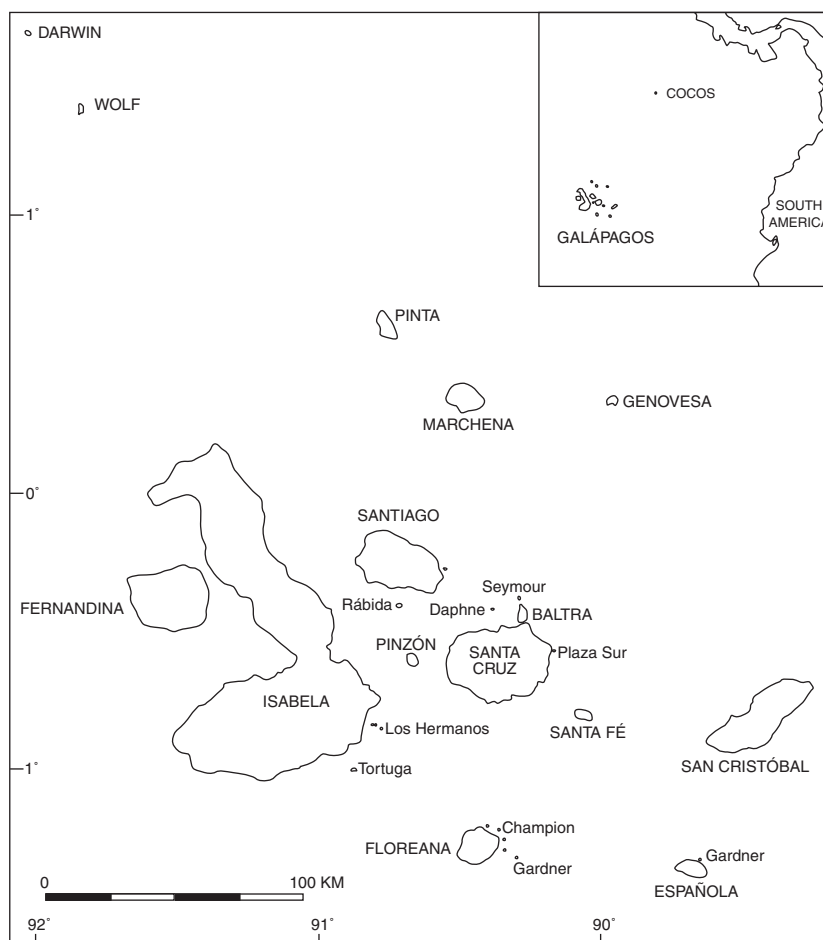 DARWIN
WOLF
COCOS
SOUTH
AMERICA
GALÁPAGOS
1°
PINTA
MARCHENA
GENOVESA
0°
SANTIAGO
FERNANDINA
Rábida
Seymour
Daphne
BALTRA
PINZÓN
SANTA
CRUZ
Plaza Sur
ISABELA
Los Hermanos
SANTA FÉ
SAN CRISTÓBAL
1°
Tortuga
Champion
FLOREANA
Gardner
Gardner
ESPAÑOLA
0 100 KM
92° 91° 90°